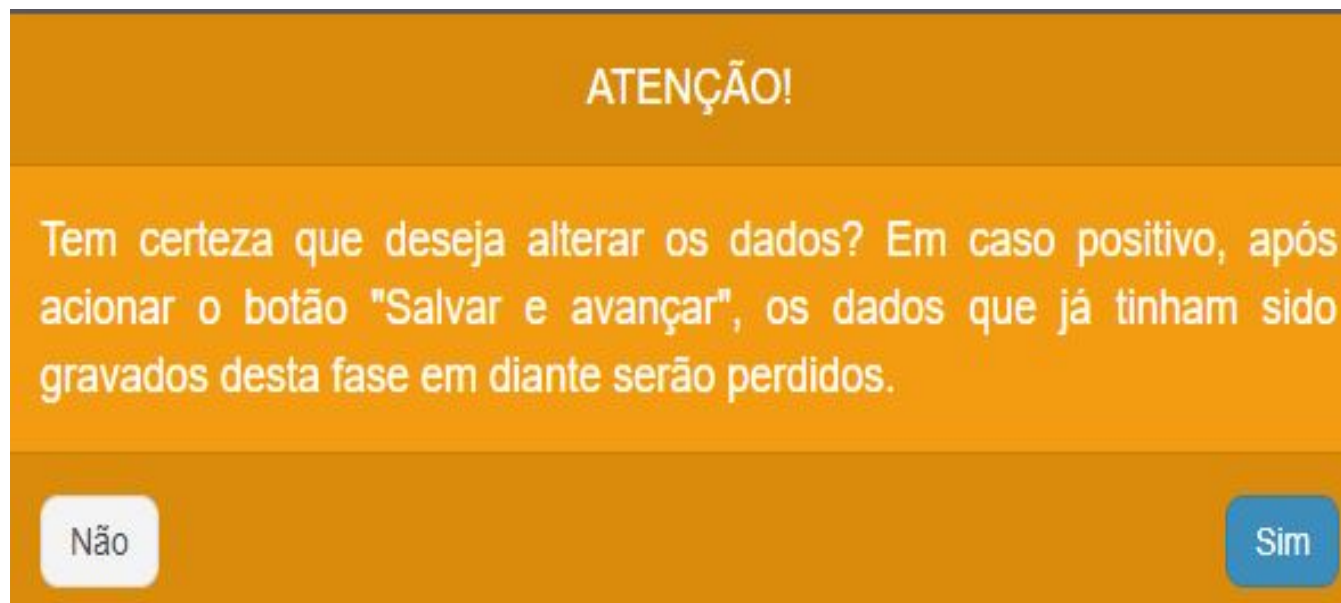 ATENÇÃO!
Tem certeza que deseja alterar os dados? Em caso positivo, após
acionar o botão "Salvar e avançar", os dados que já tinham sido
gravados desta fase em diante serão perdidos.
Não
Sim